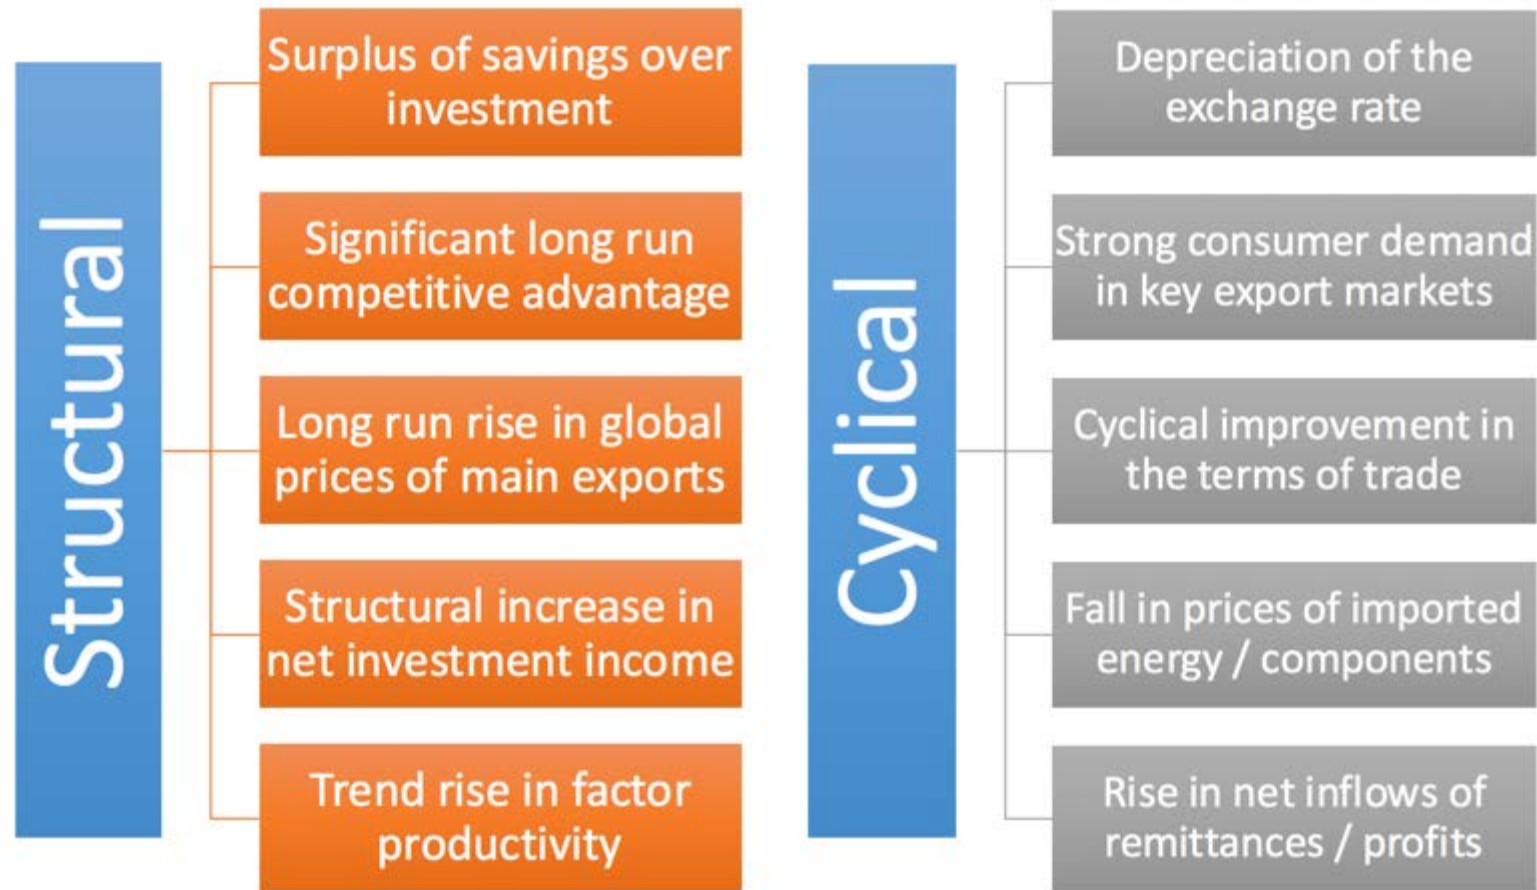 Structural
Surplus of savings over
investment
Significant long run
competitive advantage
Long run rise in global
prices of main exports
Structural increase in
net investment income
Trend rise in factor
productivity
Cyclical
Depreciation of the
exchange rate
Strong consumer demand
in key export markets
Cyclical improvement in
the terms of trade
Fall in prices of imported
energy / components
Rise in net inflows of
remittances / profits